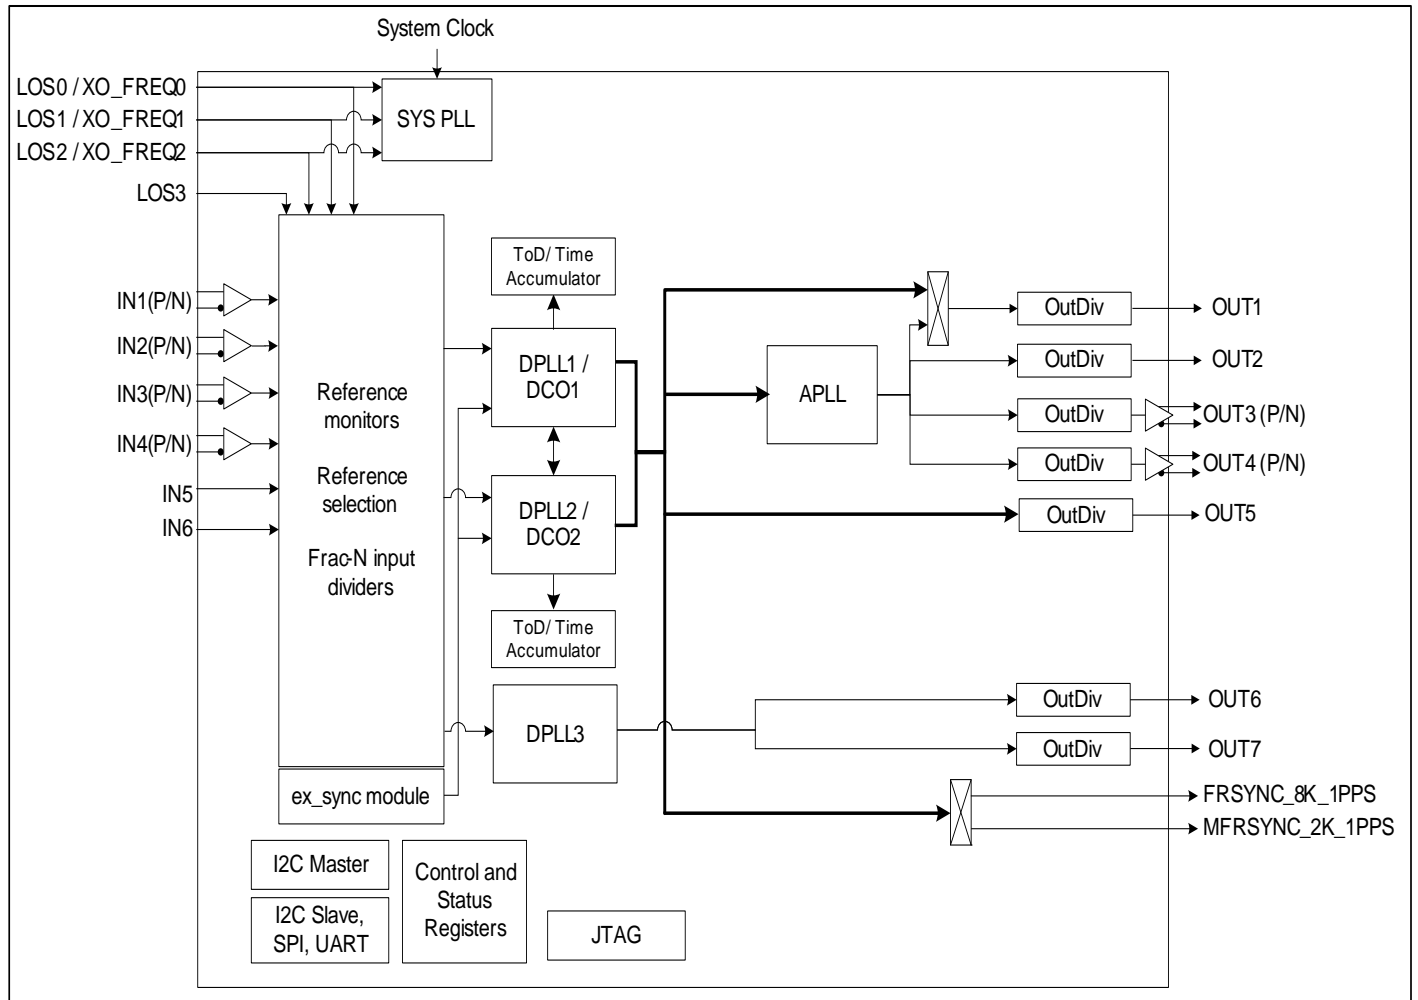 System Clock
LOS0 / XO_FREQ0
LOS1 / XO_FREQ1
LOS2 / XO_FREQ2
LOS3
SYS PLL
IN1(P/N)
IN2(P/N)
IN3(P/N)
IN4(P/N)
IN5
IN6
Reference
monitors
Reference
selection
Frac-N input
dividers
ex_sync module
ToD/ Time
Accumulator
DPLL1 /
DCO1
DPLL2 /
DCO2
ToD/ Time
Accumulator
DPLL3
APLL
OutDiv
OUT1
OutDiv
OUT2
OutDiv
OUT3 (P/N)
OutDiv
OUT4 (P/N)
OutDiv
OUT5
OutDiv
OUT6
OutDiv
OUT7
FRSYNC_8K_1PPS
MFRSYNC_2K_1PPS
I2C Master
I2C Slave,
SPI, UART
Control and
Status
Registers
JTAG